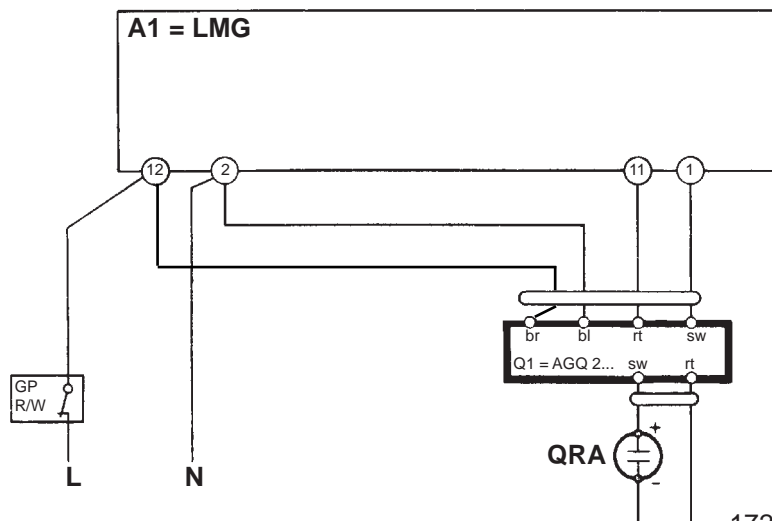 A1 = LMG
12 2 11 1
br bl rt sw
Q1 = AGQ 2... sw rt
GP
R/W
+
QRA
-
L N